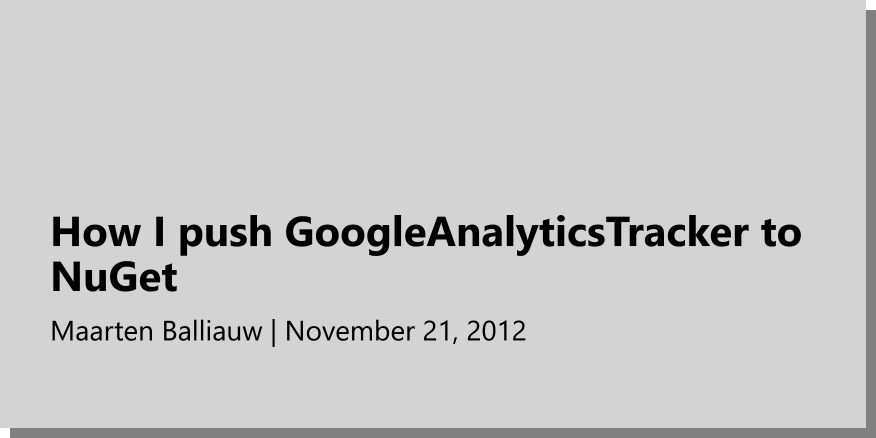 How I push GoogleAnalyticsTracker to
NuGet
Maarten Balliauw | November 21, 2012